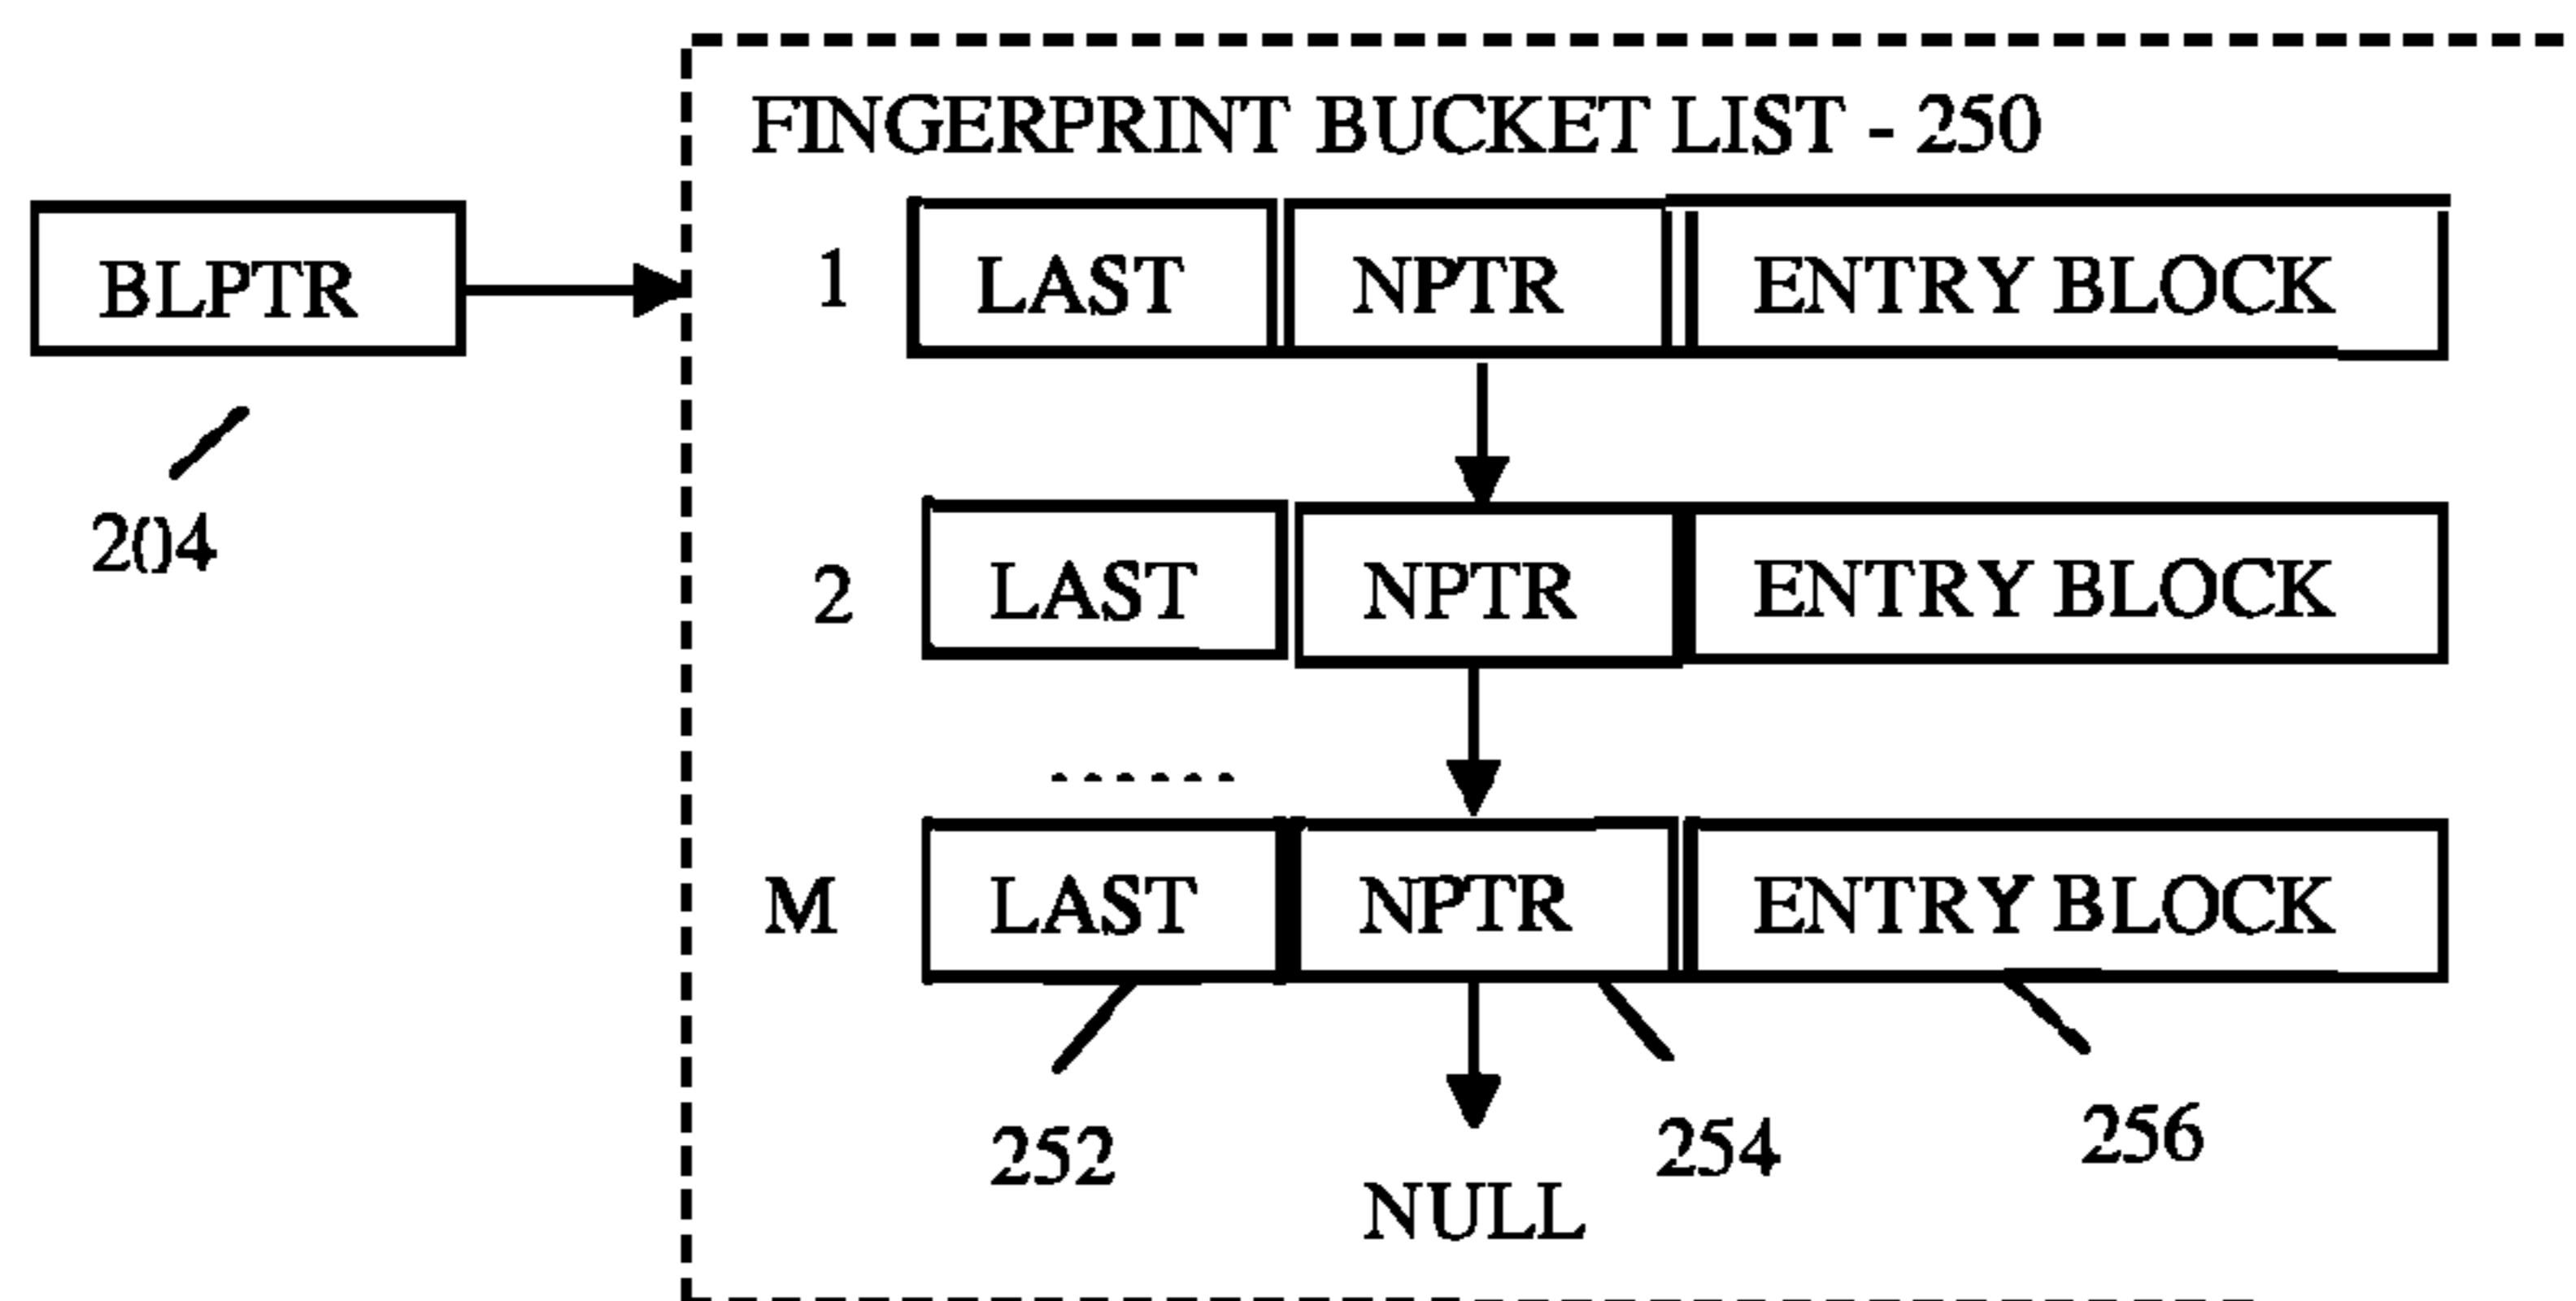 FINGERPRINT BUCKET LIST - 250
BLPTR
1 LAST NPTR ENTRY BLOCK
204
2 LAST NPTR ENTRY BLOCK
......
M LAST NPTR ENTRY BLOCK
252 254 256
NULL